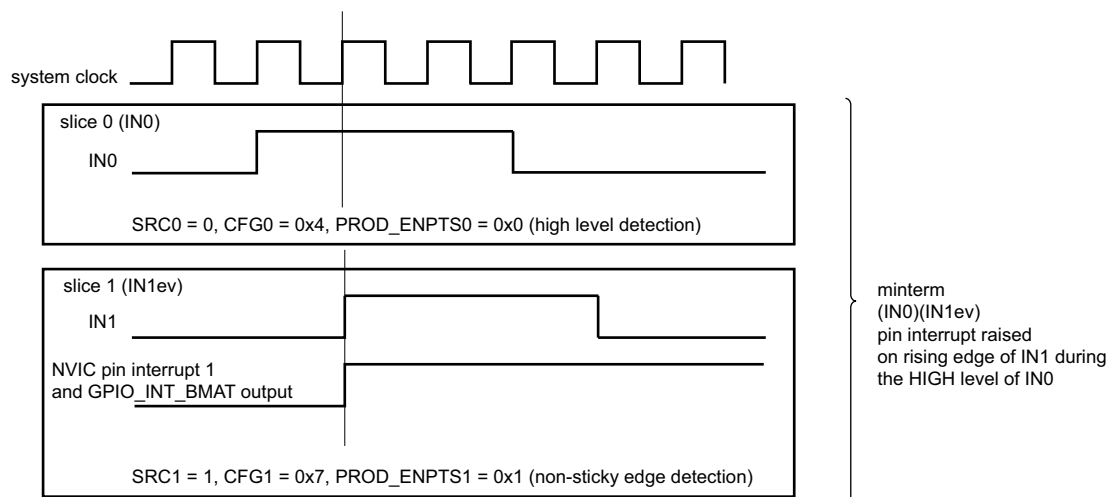 system clock
slice 0 (IN0)
IN0
SRC0 = 0, CFG0 = 0x4, PROD_ENPTS0 = 0x0 (high level detection)
slice 1 (IN1ev)
IN1
NVIC pin interrupt 1
and GPIO_INT_BMAT output
SRC1 = 1, CFG1 = 0x7, PROD_ENPTS1 = 0x1 (non-sticky edge detection)
minterm
(IN0)(IN1ev)
pin interrupt raised
on rising edge of IN1 during
the HIGH level of IN0